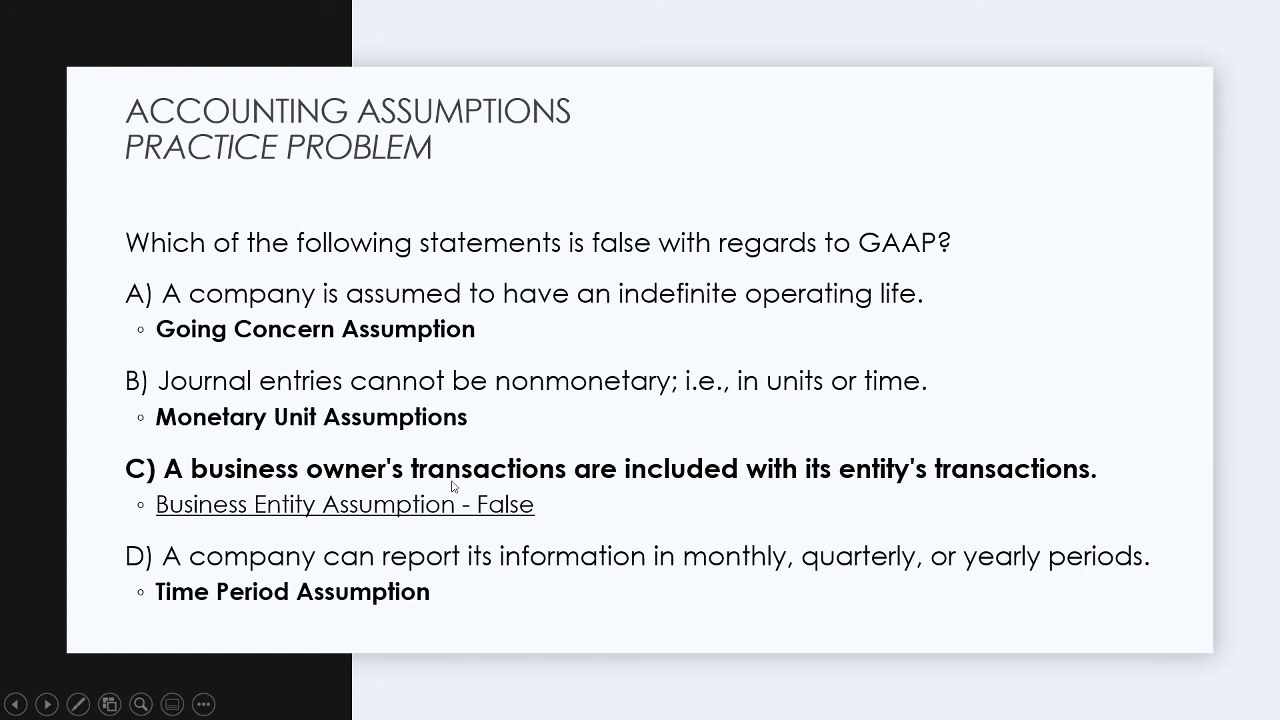 ACCOUNTING ASSUMPTIONS
PRACTICE PROBLEM
Which of the following statements is false with regards to GAAP?
A) A company is assumed to have an indefinite operating life.
◦ Going Concern Assumption
B) Journal entries cannot be nonmonetary; i.e., in units or time.
◦ Monetary Unit Assumptions
C) A business owner's transactions are included with its entity's transactions.
◦ Business Entity Assumption - False
D) A company can report its information in monthly, quarterly, or yearly periods.
◦ Time Period Assumption